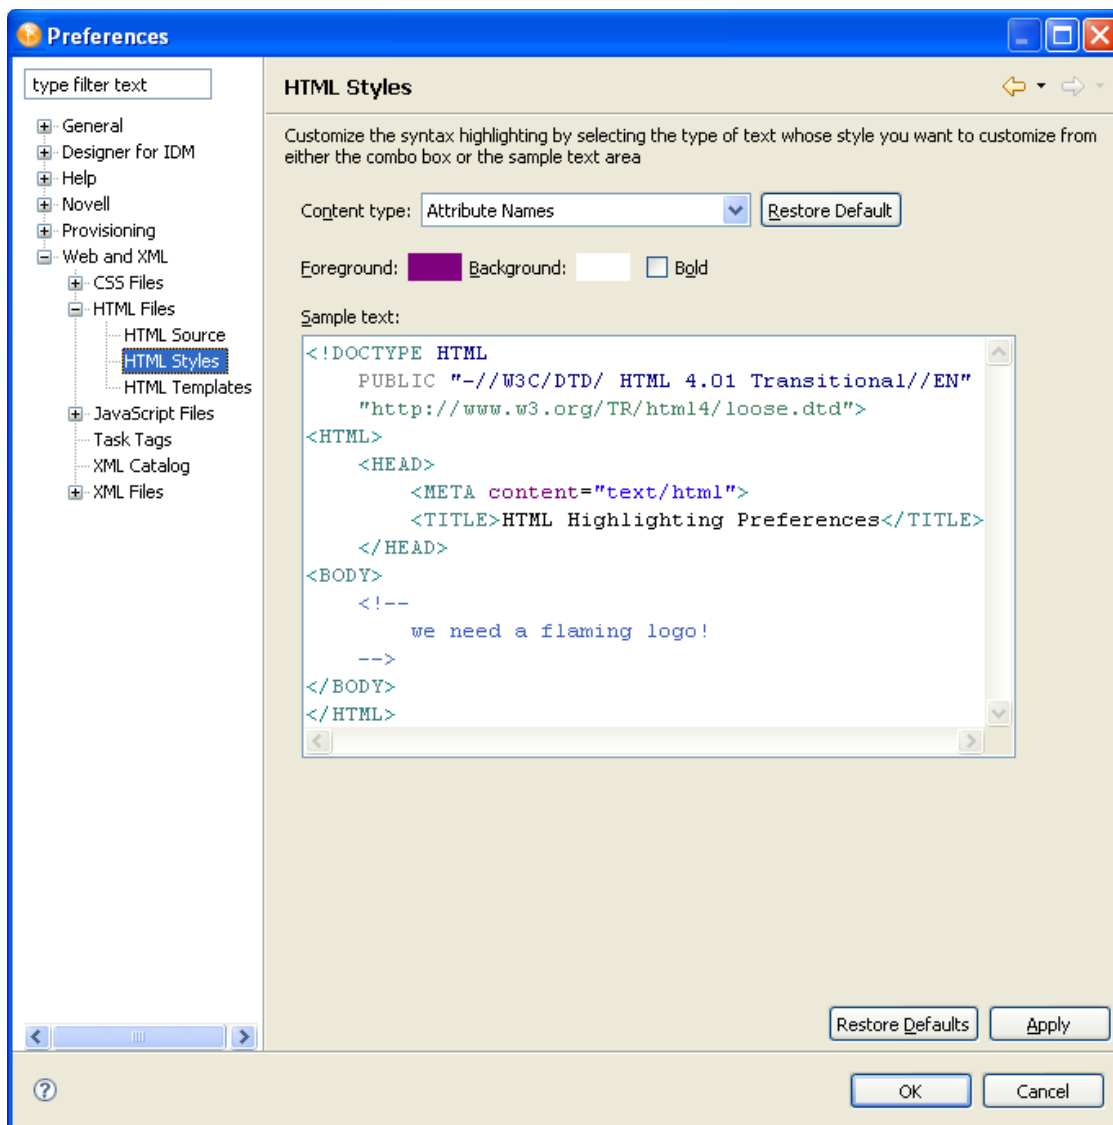 Preferences
type filter text
General
Designer for IDM
Help
Novell
Provisioning
Web and XML
CSS Files
HTML Files
HTML Source
HTML Styles
HTML Templates
JavaScript Files
Task Tags
XML Catalog
XML Files
HTML Styles
Customize the syntax highlighting by selecting the type of text whose style you want to customize from
either the combo box or the sample text area
Content type: Attribute Names Restore Default
Foreground: Background: Bold
Sample text:
<!DOCTYPE HTML
    PUBLIC "-//W3C/DTD/ HTML 4.01 Transitional//EN"
    "http://www.w3.org/TR/html4/loose.dtd">
<HTML>
    <HEAD>
        <META content="text/html">
        <TITLE>HTML Highlighting Preferences</TITLE>
    </HEAD>
<BODY>
    <!--
        we need a flaming logo!
    -->
</BODY>
</HTML>
Restore Defaults Apply
OK Cancel